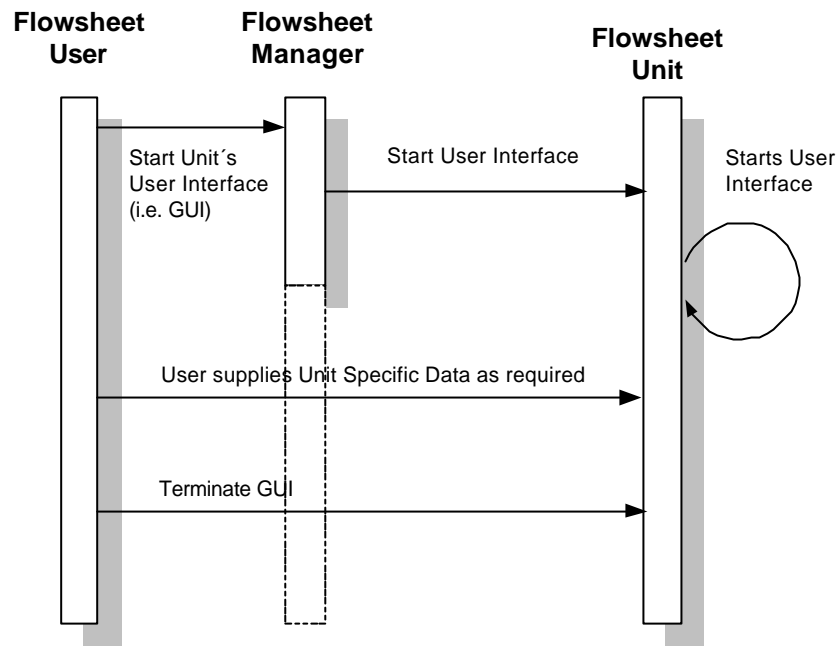 Flowsheet
User
Flowsheet
Manager
Flowsheet
Unit
Start Unit´s
User Interface
(i.e. GUI)
Start User Interface
Starts User
Interface
User supplies Unit Specific Data as required
Terminate GUI